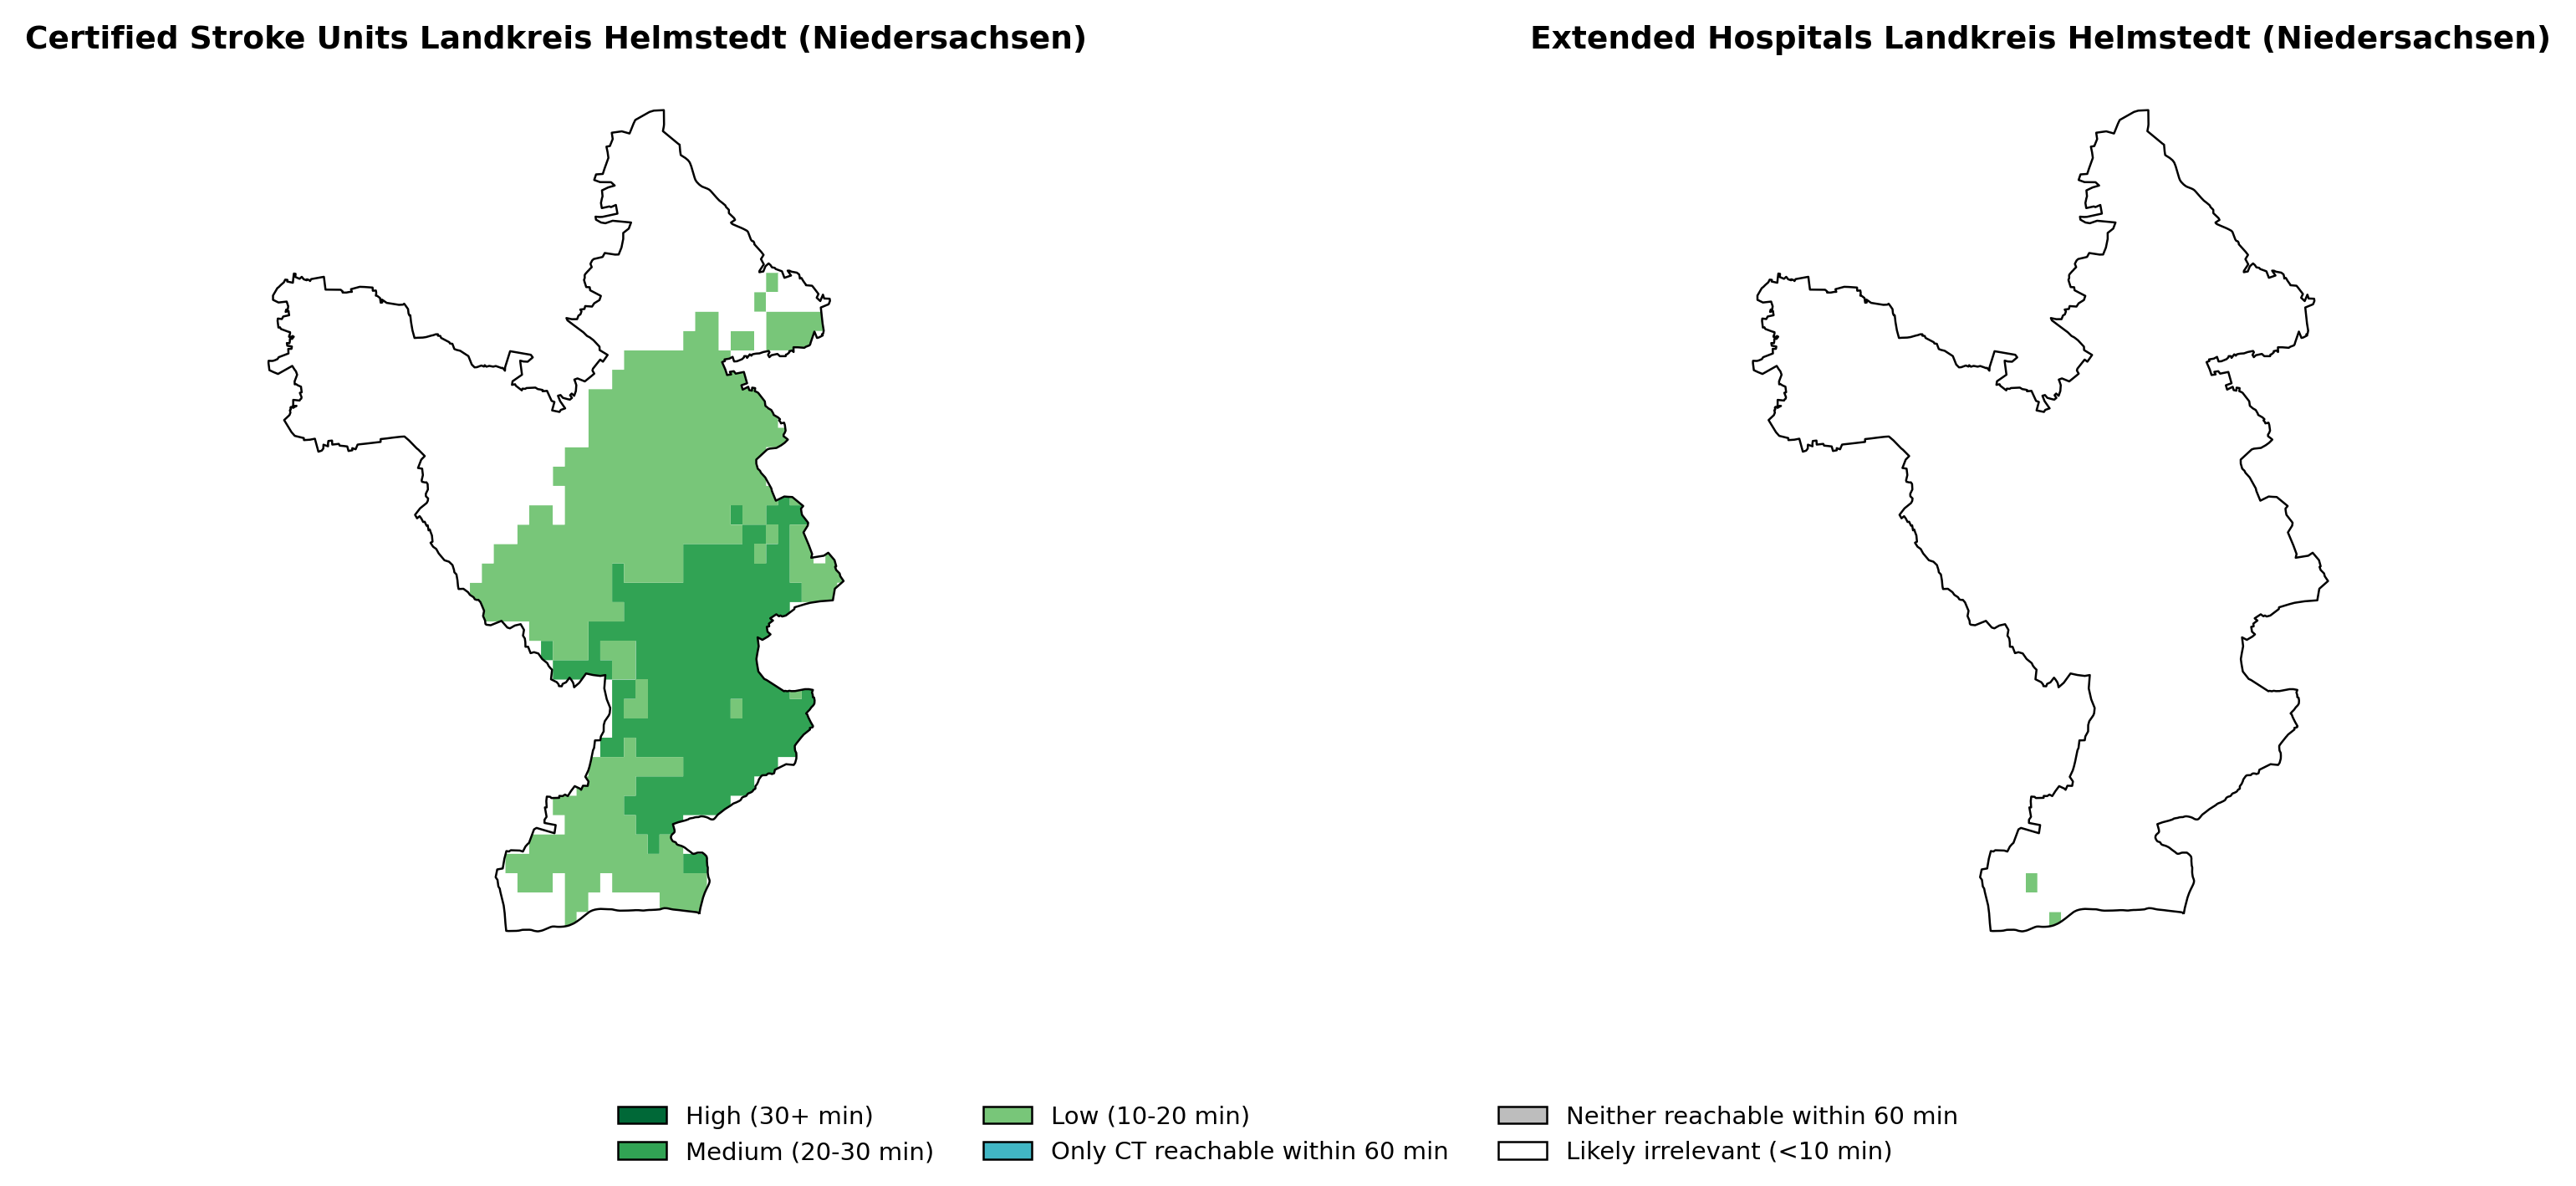 Certified Stroke Units Landkreis Helmstedt (Niedersachsen)
Extended Hospitals Landkreis Helmstedt (Niedersachsen)
High (30+ min)
Medium (20-30 min)
Low (10-20 min)
Only CT reachable within 60 min
Neither reachable within 60 min
Likely irrelevant (<10 min)